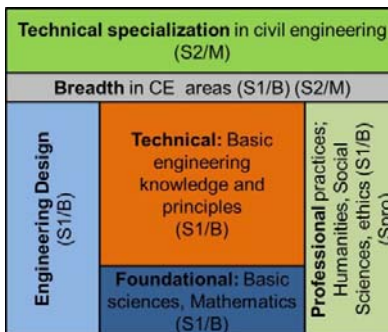 Technical specialization in civil engineering
(S2/M)
Breadth in CE areas (S1/B) (S2/M)
Engineering Design
(S1/B)
Technical: Basic
engineering
knowledge and
principles
(S1/B)
Foundational: Basic
sciences, Mathematics
(S1/B)
Professional practices;
Humanities, Social
Sciences, ethics (S1/B)
(Spro)